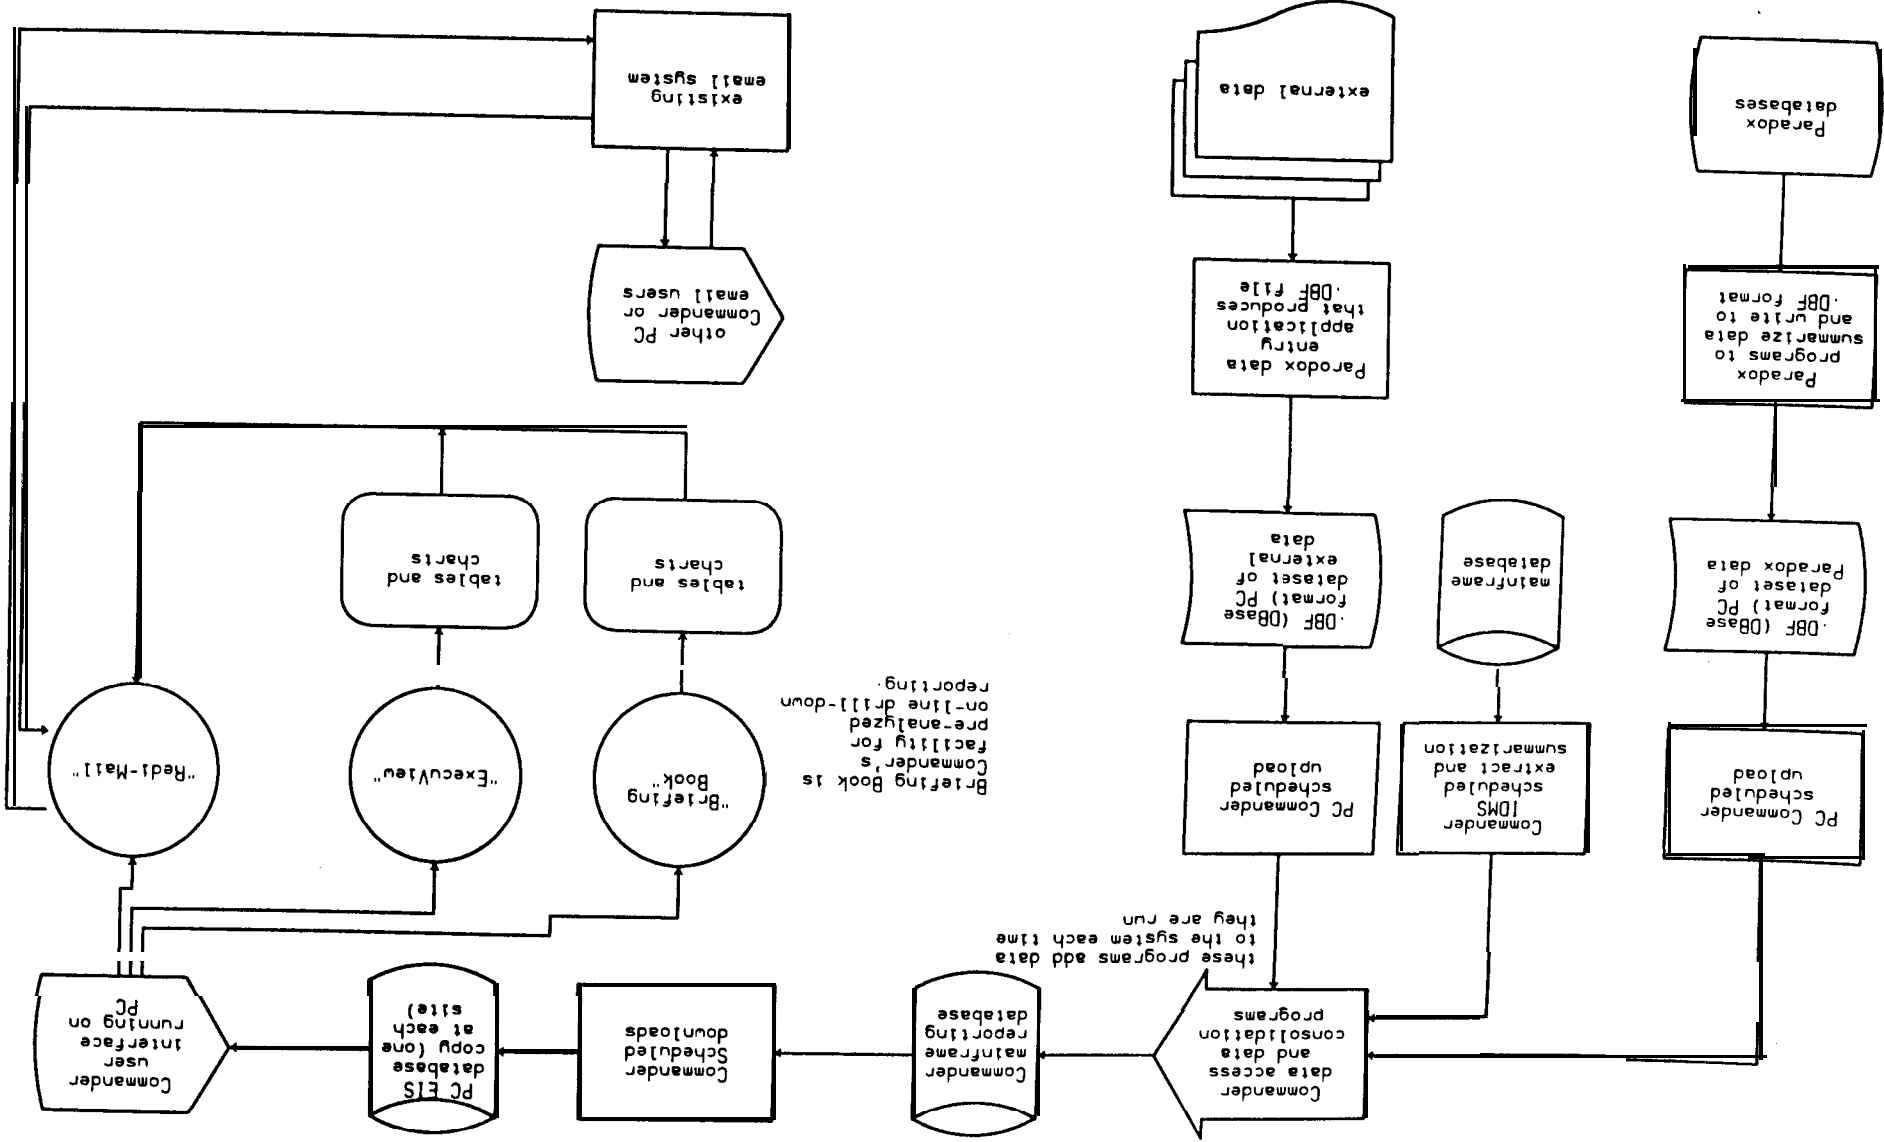 Commander
data access
and data
consolidation
programs
Commander
mainframe
reporting
database
Commander
Scheduled
downloads
PC EIS
database
copy (one
at each
site)
Commander
user
interface
running on
PC
these programs add data
to the system each time
they are run
PC Commander
scheduled
upload
Commander
IDMS
scheduled
extract and
summarization
PC Commander
scheduled
upload
Briefing Book is
Commander's
facility for
pre-analyzed
on-line drill-down
reporting.
"Briefing
Book"
"ExecuView"
"Redi-Mail"
.DBF (DBase
format) PC
dataset of
Paradox data
mainframe
database
.DBF (DBase
format) PC
dataset of
external
data
tables and
charts
tables and
charts
Paradox
programs to
summarize data
and write to
.DBF format
Paradox data
entry
application
that produces
.DBF file
other PC
Commander or
email users
Paradox
databases
external data
existing
email system